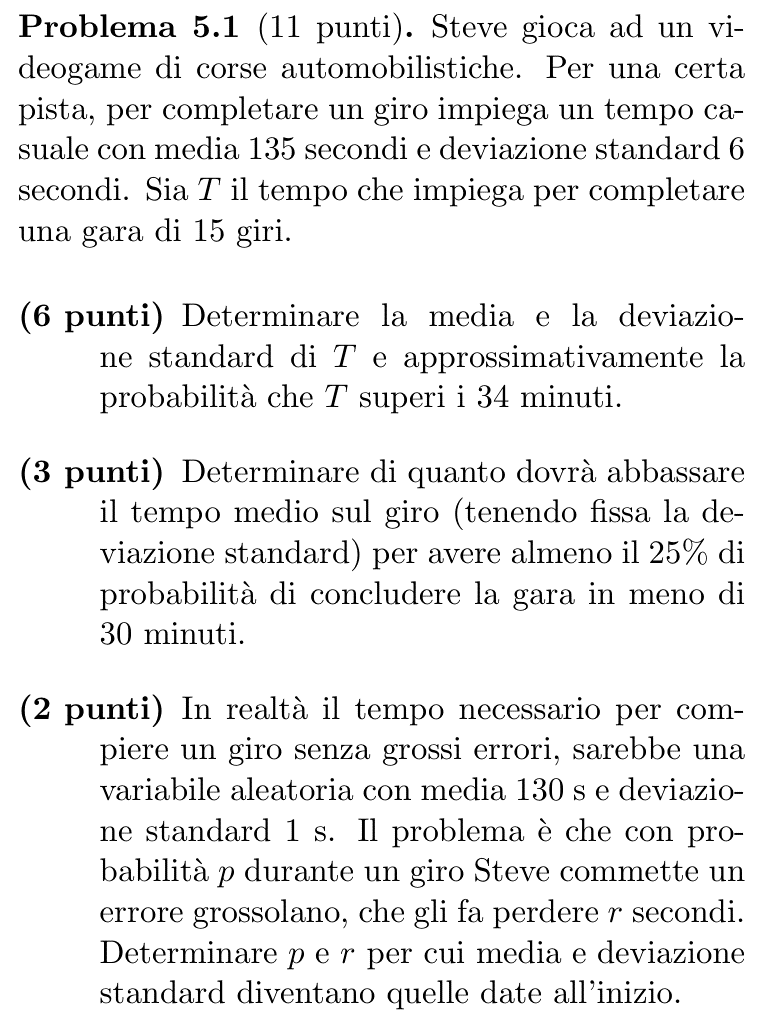 Problema 5.1 (11 punti). Steve gioca ad un vi-
deogame di corse automobilistiche. Per una certa
pista, per completare un giro impiega un tempo ca-
suale con media 135 secondi e deviazione standard 6
secondi. Sia T il tempo che impiega per completare
una gara di 15 giri.
(6 punti) Determinare la media e la deviazio-
ne standard di T e approssimativamente la
probabilità che T superi i 34 minuti.
(3 punti) Determinare di quanto dovrà abbassare
il tempo medio sul giro (tenendo fissa la de-
viazione standard) per avere almeno il 25% di
probabilità di concludere la gara in meno di
30 minuti.
(2 punti) In realtà il tempo necessario per com-
piere un giro senza grossi errori, sarebbe una
variabile aleatoria con media 130 s e deviazio-
ne standard 1 s. Il problema è che con pro-
babilità p durante un giro Steve commette un
errore grossolano, che gli fa perdere r secondi.
Determinare p e r per cui media e deviazione
standard diventano quelle date all'inizio.